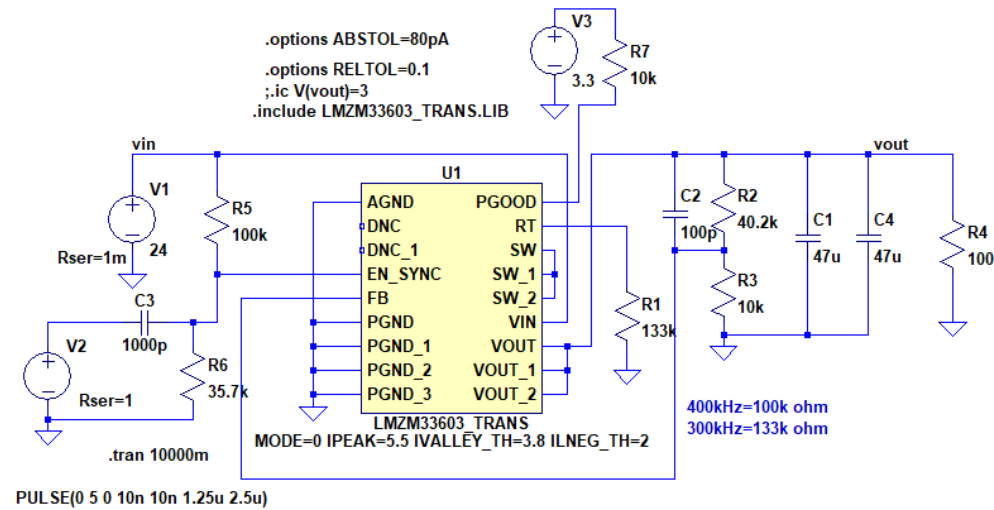 V3
.options ABSTOL=80pA
R7
.options RELTOL=0.1
3.3
10k
;.ic V(vout)=3
.include LMZM33603_TRANS.LIB
vin
vout
U1
V1
24
Rser=1m
R5
100k
AGND
DNC
DNC_1
EN_SYNC
FB
PGND
PGND_1
PGND_2
PGND_3
PGOOD
RT
SW
SW_1
SW_2
VIN
VOUT
VOUT_1
VOUT_2
C2
100p
R2
40.2k
C1
47u
C4
47u
R4
100
R3
10k
R1
133k
C3
1000p
V2
Rser=1
R6
35.7k
LMZM33603_TRANS
MODE=0 IPEAK=5.5 IVALLEY_TH=3.8 ILNEG_TH=2
400kHz=100k ohm
300kHz=133k ohm
.tran 10000m
PULSE(0 5 0 10n 10n 1.25u 2.5u)